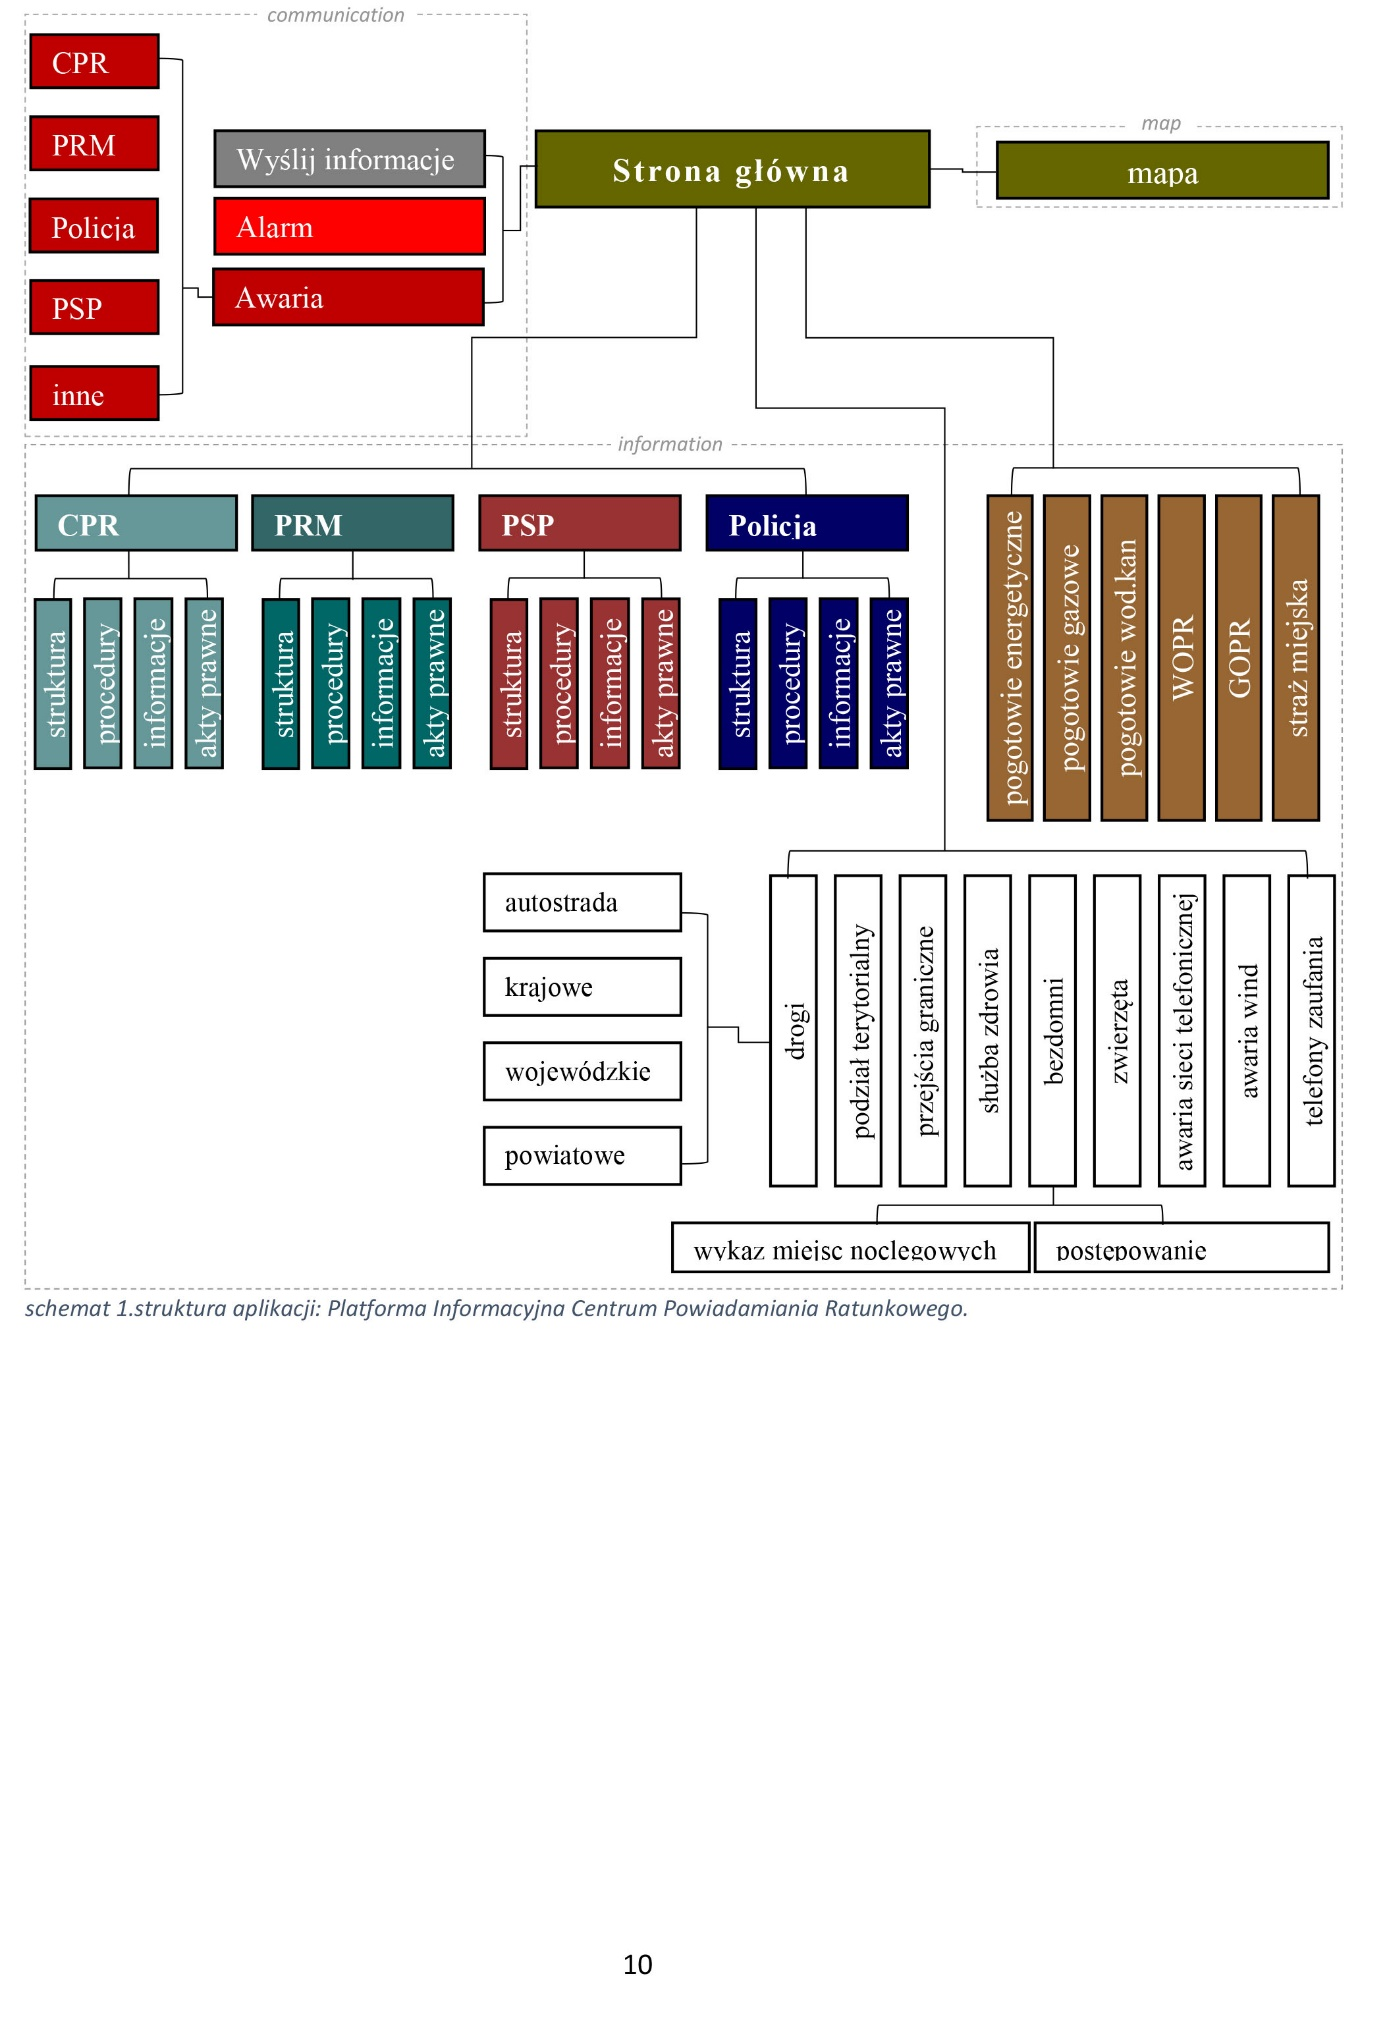 communication
CPR
PRM
Policja
PSP
inne
Wyślij informacje
Alarm
Awaria
Strona główna
map
mapa
information
CPR
struktura
procedury
informacje
akty prawne
PRM
struktura
procedury
informacje
akty prawne
PSP
struktura
procedury
informacje
akty prawne
Policja
struktura
procedury
informacje
akty prawne
pogotowie energetyczne
pogotowie gazowe
pogotowie wod.kan
WOPR
GOPR
straż miejska
autostrada
krajowe
wojewódzkie
powiatowe
drogi
podział terytorialny
przejścia graniczne
służba zdrowia
bezdomni
zwierzęta
awaria sieci telefonicznej
awaria wind
telefony zaufania
wykaz miejsc noclegowych
postępowanie
schemat 1.struktura aplikacji: Platforma Informacyjna Centrum Powiadamiania Ratunkowego.
10